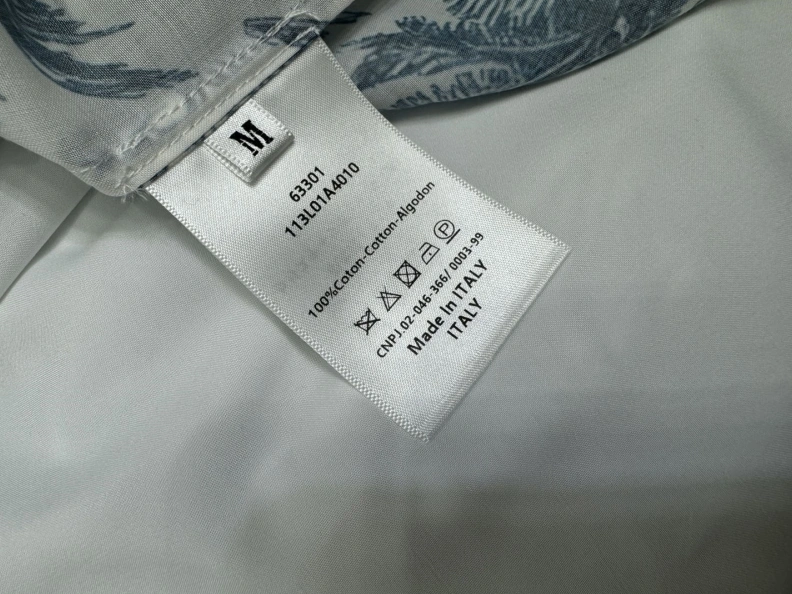 M
63301
113L01A4010
100%Coton-Cotton-Algodon
P
CNPJ.02-046-366/ 0003-99
Made In ITALY
ITALY